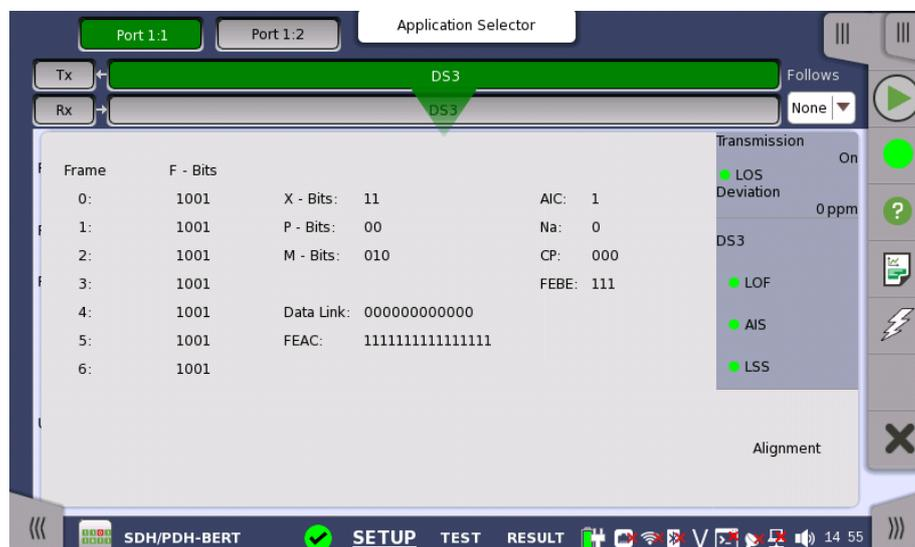 Port 1:1 Port 1:2 Application Selector
Tx DS3 Follows
Rx DS3 None
Transmission
On
LOS
Deviation
0 ppm
DS3
LOF
AIS
LSS
Frame F - Bits
0: 1001 X - Bits: 11 AIC: 1
1: 1001 P - Bits: 00 Na: 0
2: 1001 M - Bits: 010 CP: 000
3: 1001 FEBE: 111
4: 1001 Data Link: 000000000000
5: 1001 FEAC: 1111111111111111
6: 1001
Alignment
SDH/PDH-BERT SETUP TEST RESULT V 14 55